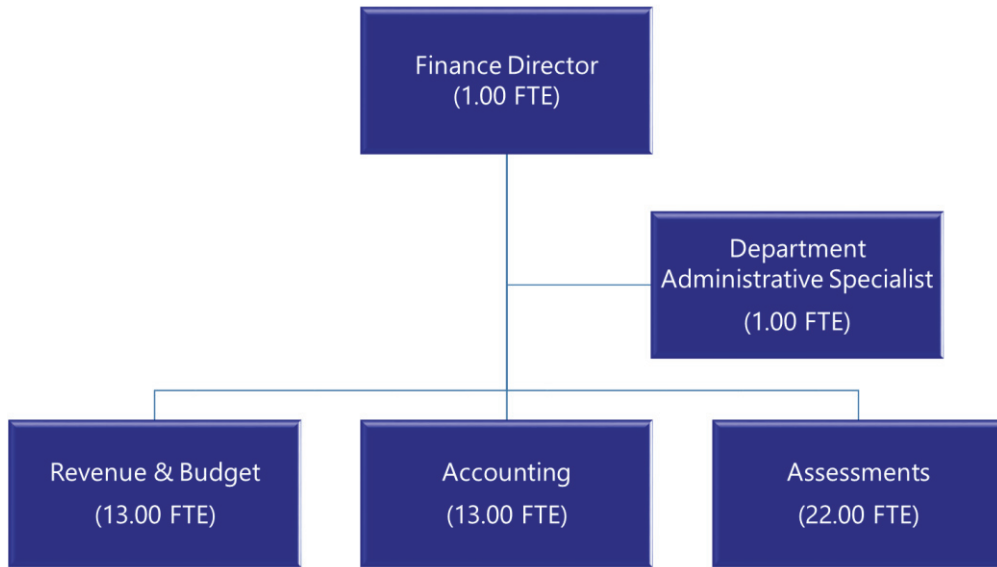 Finance Director
(1.00 FTE)
Department
Administrative Specialist
(1.00 FTE)
Revenue & Budget
(13.00 FTE)
Accounting
(13.00 FTE)
Assessments
(22.00 FTE)